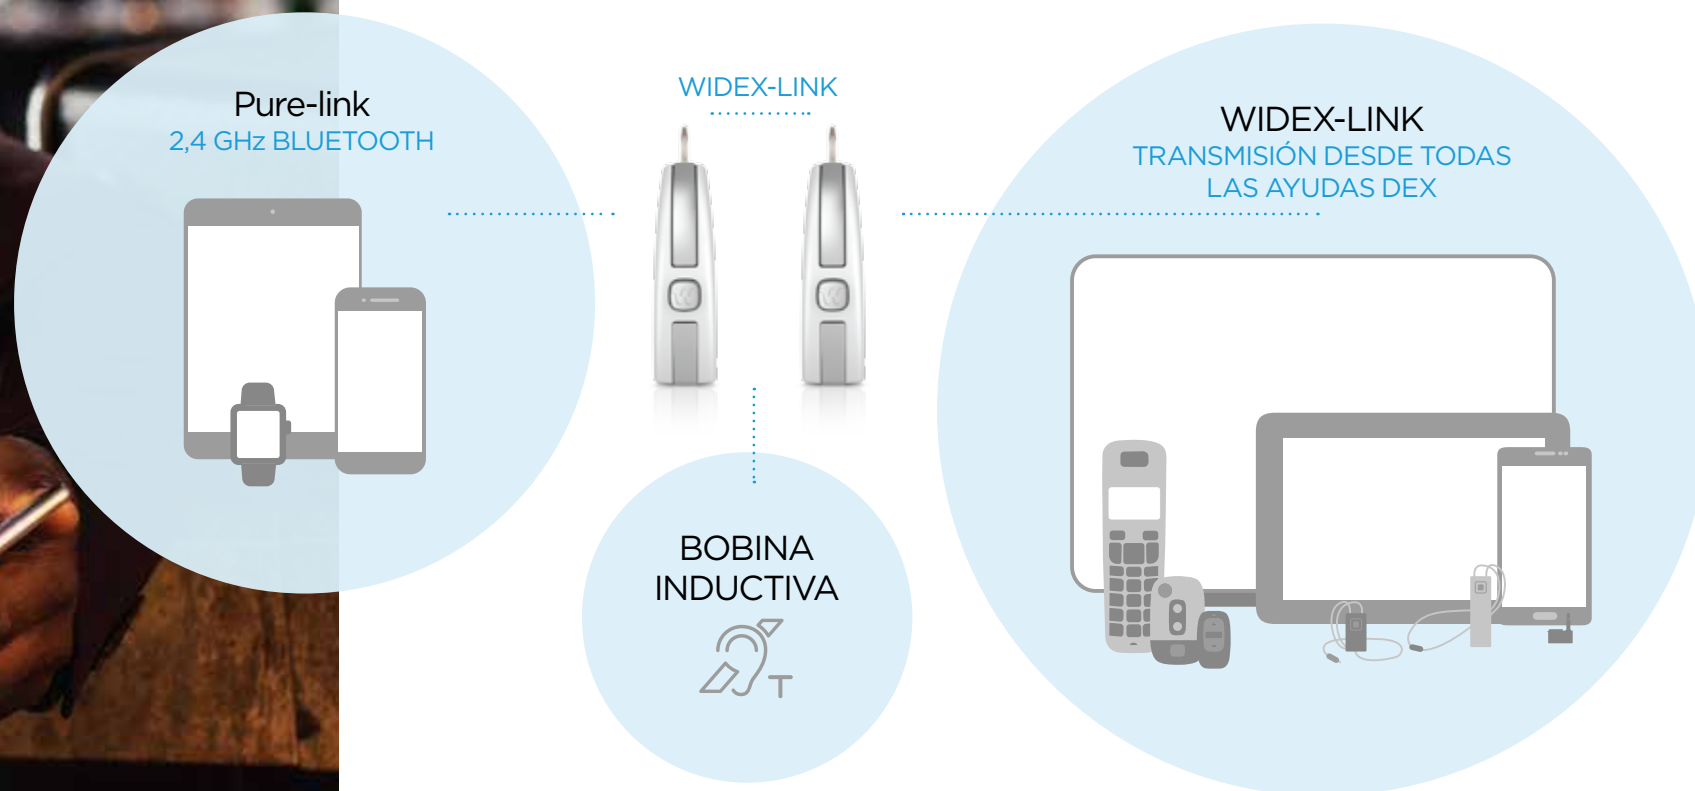 Pure-link
2,4 GHz BLUETOOTH
WIDEX-LINK
WIDEX-LINK
TRANSMISIÓN DESDE TODAS
LAS AYUDAS DEX
BOBINA
INDUCTIVA
T